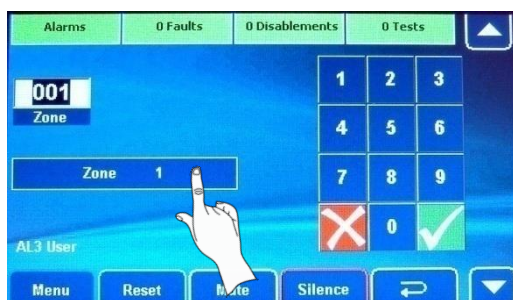 Alarms 0 Faults 0 Disablements 0 Tests
1 2 3
001
Zone
4 5 6
Zone 1
7 8 9
0
AL3 User
Menu Reset Mute Silence